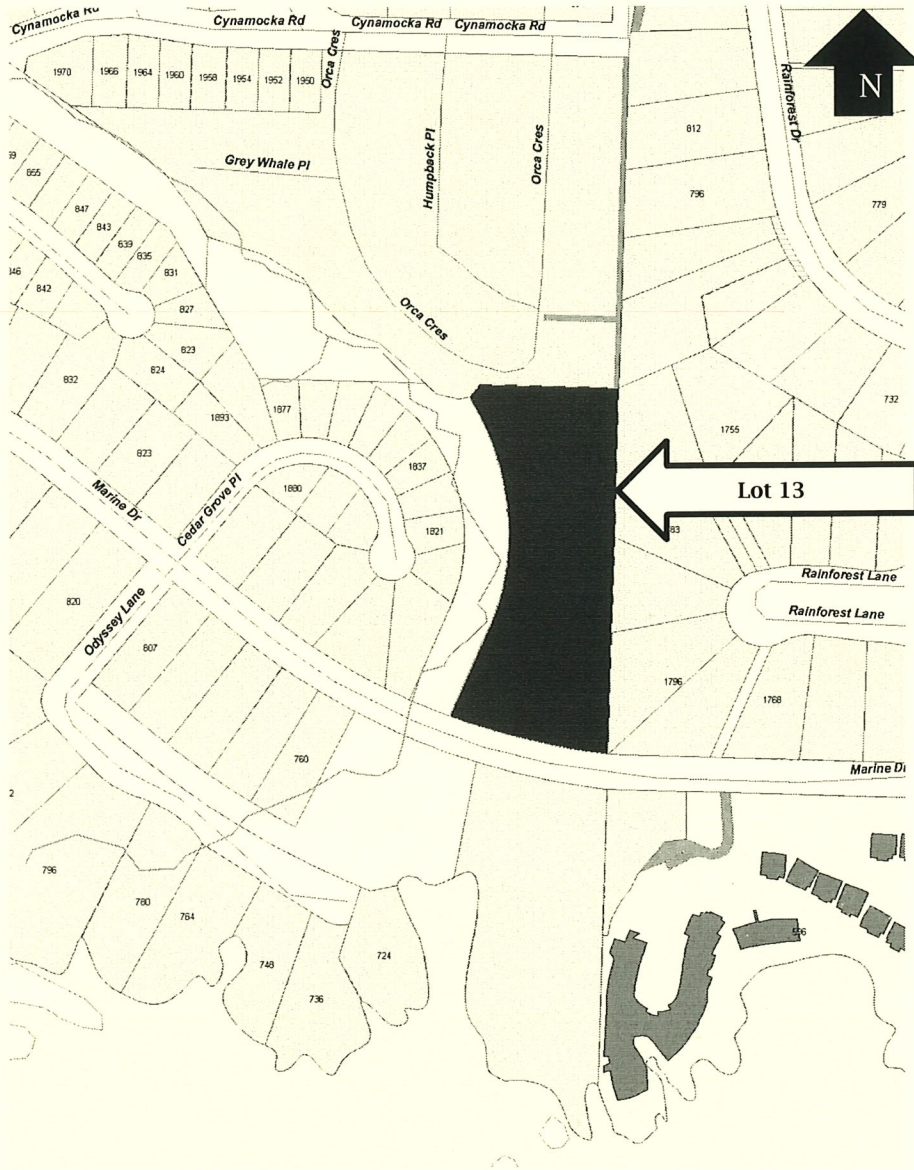 Cynamocka Rd
Cynamocka Rd
Cynamocka Rd
Cynamocka Rd
1970
1966
1964
1960
1958
1954
1952
1950
Orca Cres
Rainforest Dr
N
812
Grey Whale Pl
Humpback Pl
Orca Cres
796
779
855
847
843
839
835
831
842
827
Orca Cres
823
824
832
732
1893
1877
1755
823
1837
Marine Dr
Cedar Grove Pl
1880
Lot 13
1821
83
Rainforest Lane
Rainforest Lane
820
Odyssey Lane
807
1796
1768
760
Marine Dr
2
796
780
764
748
736
724
596